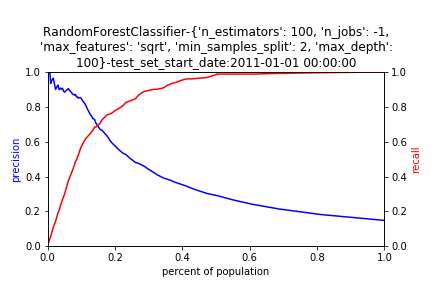 RandomForestClassifier-{'n_estimators': 100, 'n_jobs': -1,
'max_features': 'sqrt', 'min_samples_split': 2, 'max_depth':
100}-test_set_start_date:2011-01-01 00:00:00
1.0
0.8
0.6
0.4
0.2
0.0
precision
1.0
0.8
0.6
0.4
0.2
0.0
recall
0.0 0.2 0.4 0.6 0.8 1.0
percent of population